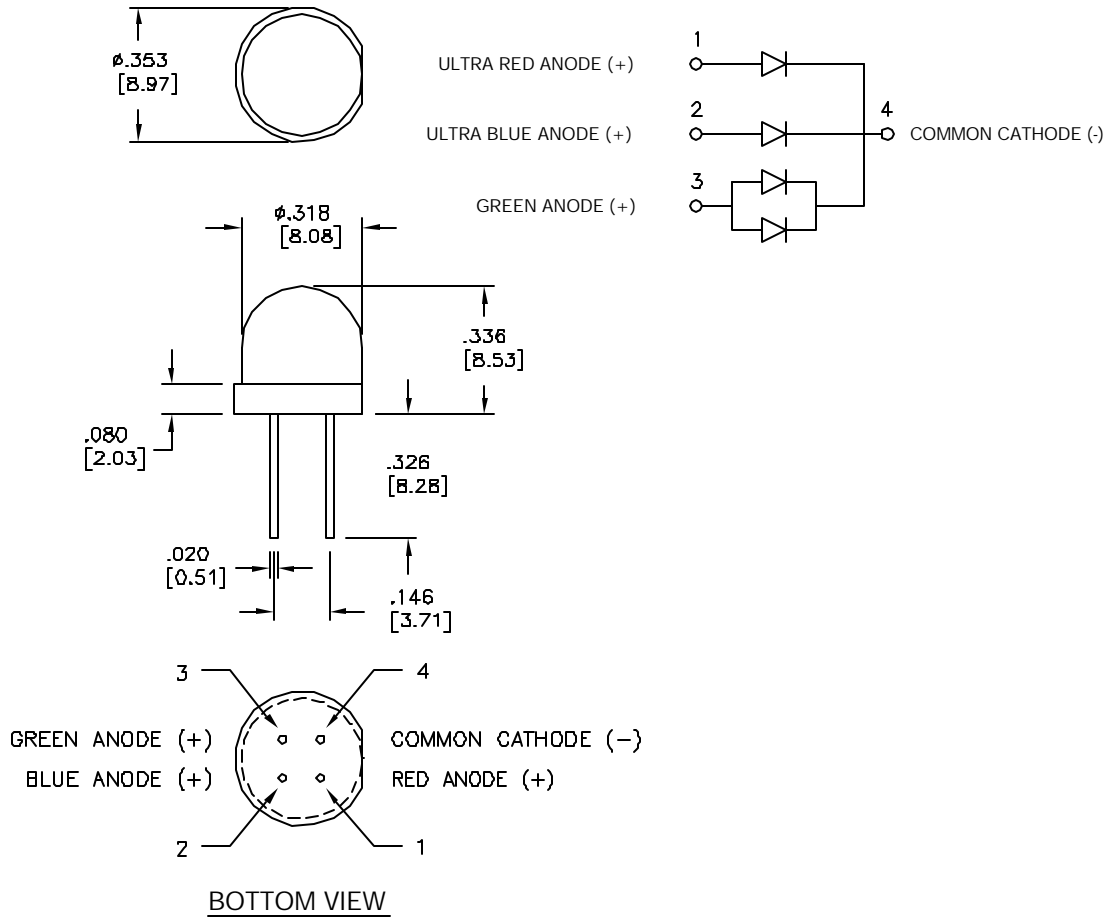 ø.353
[8.97]
ULTRA RED ANODE (+)
1
ULTRA BLUE ANODE (+)
2
4
COMMON CATHODE (-)
GREEN ANODE (+)
3
ø.318
[8.08]
.336
[8.53]
.080
[2.03]
.326
[8.28]
.020
[0.51]
.146
[3.71]
3
4
GREEN ANODE (+)
COMMON CATHODE (-)
BLUE ANODE (+)
RED ANODE (+)
2
1
BOTTOM VIEW